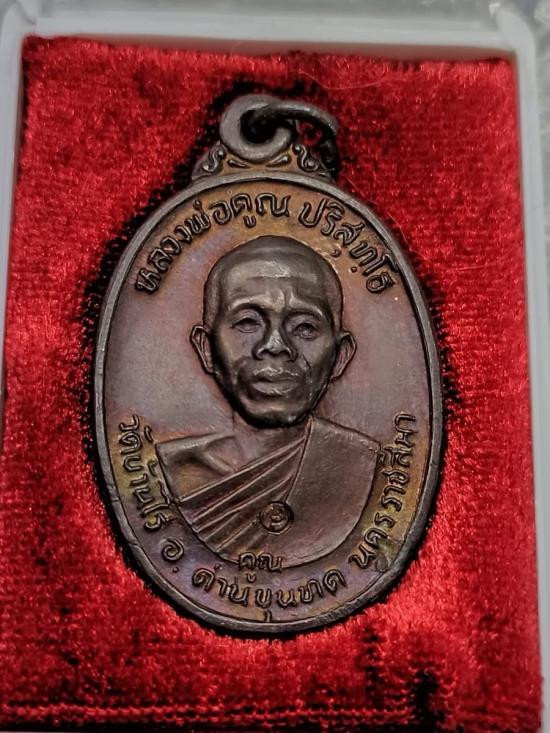 หลวงพ่อคูณ ปริสุทฺโธ
คูณ
วัดบ้านไร่ อ. ด่านขุนทด นครราชสีมา